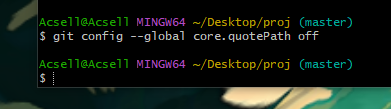 Acsell@Acsell MINGW64 ~/Desktop/proj (master)
$ git config --global core.quotePath off
Acsell@Acsell MINGW64 ~/Desktop/proj (master)
$